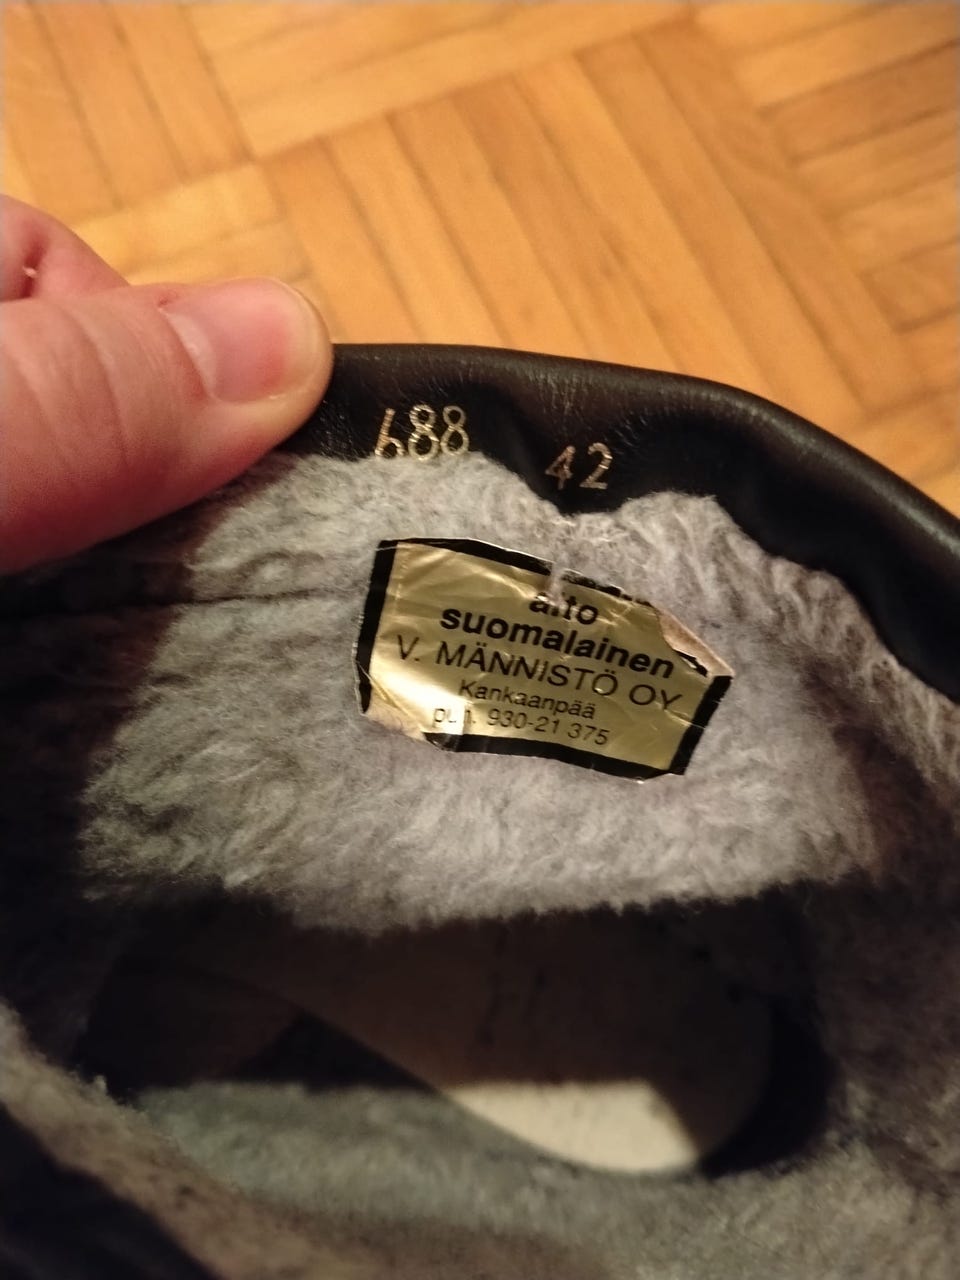 688 42
aito
suomalainen
V. MÄNNISTÖ OY
Kankaanpää
930-21 375